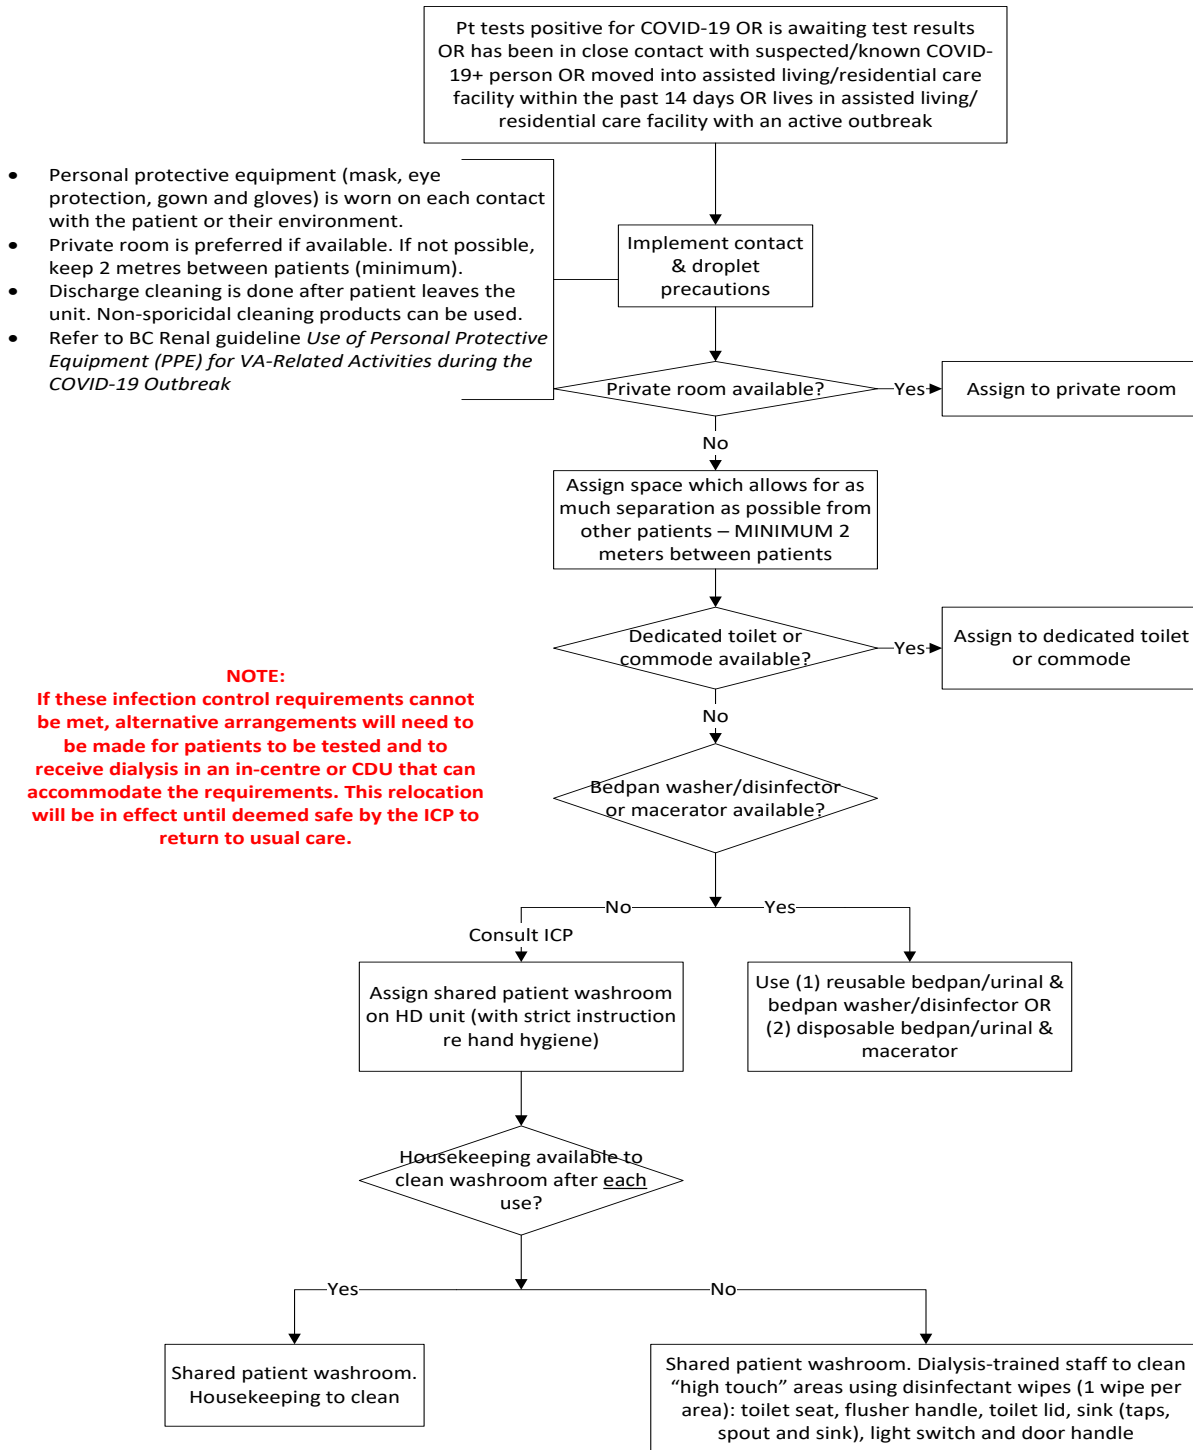 Pt tests positive for COVID-19 OR is awaiting test results
OR has been in close contact with suspected/known COVID-
19+ person OR moved into assisted living/residential care
facility within the past 14 days OR lives in assisted living/
residential care facility with an active outbreak
• Personal protective equipment (mask, eye
protection, gown and gloves) is worn on each contact
with the patient or their environment.
• Private room is preferred if available. If not possible,
keep 2 metres between patients (minimum).
• Discharge cleaning is done after patient leaves the
unit. Non-sporicidal cleaning products can be used.
• Refer to BC Renal guideline Use of Personal Protective
Equipment (PPE) for VA-Related Activities during the
COVID-19 Outbreak
Implement contact
& droplet
precautions
Private room available?
Yes
Assign to private room
No
Assign space which allows for as
much separation as possible from
other patients – MINIMUM 2
meters between patients
Dedicated toilet or
commode available?
Yes
Assign to dedicated toilet
or commode
No
NOTE:
If these infection control requirements cannot
be met, alternative arrangements will need to
be made for patients to be tested and to
receive dialysis in an in-centre or CDU that can
accommodate the requirements. This relocation
will be in effect until deemed safe by the ICP to
return to usual care.
Bedpan washer/disinfector
or macerator available?
No
Yes
Consult ICP
Assign shared patient washroom
on HD unit (with strict instruction
re hand hygiene)
Use (1) reusable bedpan/urinal &
bedpan washer/disinfector OR
(2) disposable bedpan/urinal &
macerator
Housekeeping available to
clean washroom after each
use?
Yes
No
Shared patient washroom.
Housekeeping to clean
Shared patient washroom. Dialysis-trained staff to clean
“high touch” areas using disinfectant wipes (1 wipe per
area): toilet seat, flusher handle, toilet lid, sink (taps,
spout and sink), light switch and door handle